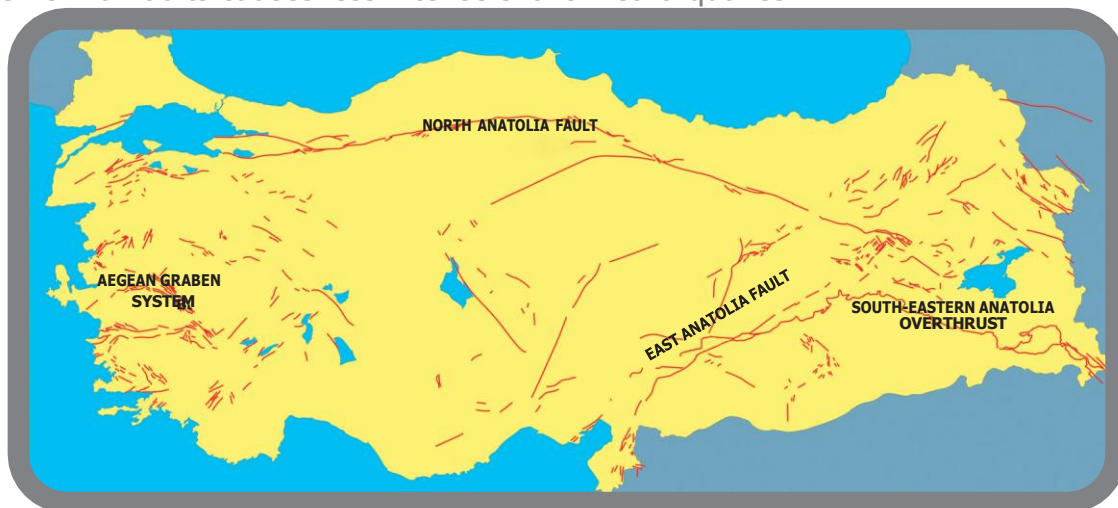 NORTH ANATOLIA FAULT
AEGEAN GRABEN
SYSTEM
EAST ANATOLIA FAULT
SOUTH-EASTERN ANATOLIA
OVERTHRUST